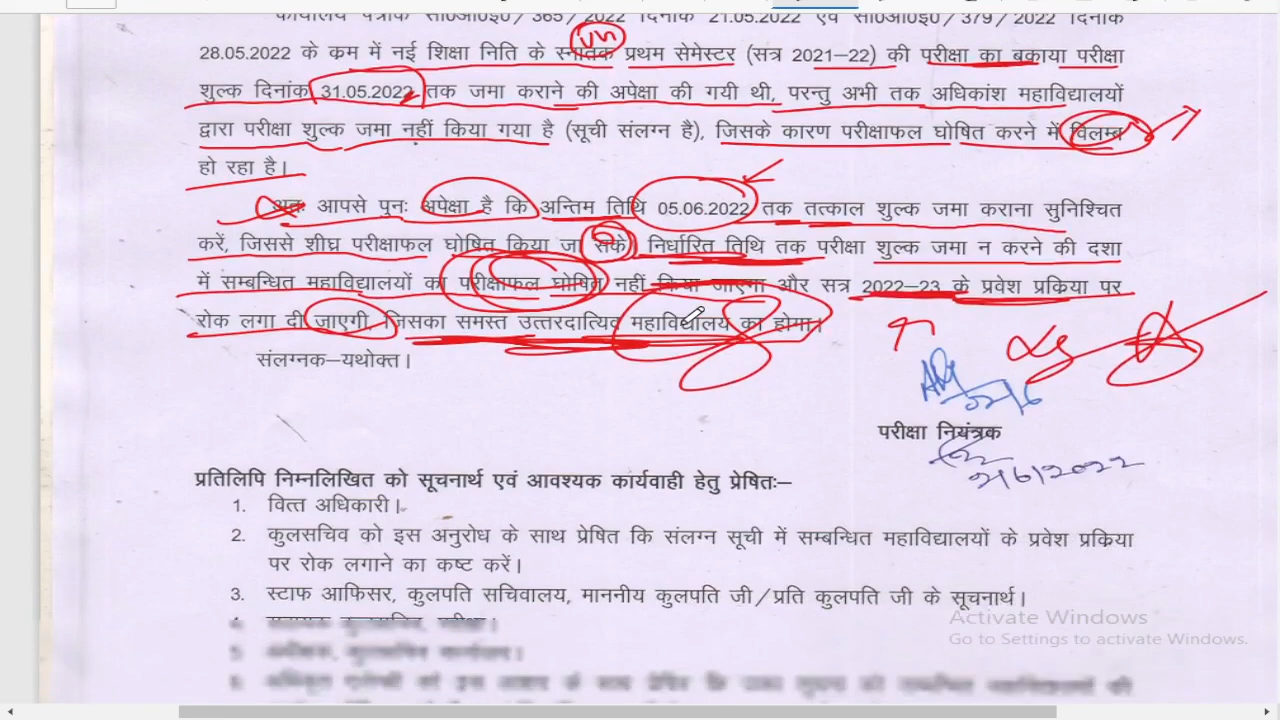 कार्यालय पत्रांक सी०ओ०ई० / 365 / 2022 दिनांक 21.05.2022 एवं सी०ओ०ई० / 379 / 2022 दिनांक
28.05.2022 के कम में नई शिक्षा निति के स्नातक प्रथम सेमेस्टर (सत्र 2021–22) की परीक्षा का बकाया परीक्षा
शुल्क दिनांक 31.05.2022 तक जमा कराने की अपेक्षा की गयी थी, परन्तु अभी तक अधिकांश महाविद्यालयों
द्वारा परीक्षा शुल्क जमा नहीं किया गया है (सूची संलग्न है), जिसके कारण परीक्षाफल घोषित करने में विलम्ब
हो रहा है।
अतः आपसे पुनः अपेक्षा है कि अन्तिम तिथि 05.06.2022 तक तत्काल शुल्क जमा कराना सुनिश्चित
करें, जिससे शीघ्र परीक्षाफल घोषित किया जा सके। निर्धारित तिथि तक परीक्षा शुल्क जमा न करने की दशा
में सम्बन्धित महाविद्यालयों का परीक्षाफल घोषित नहीं किया जाएगा और सत्र 2022–23 के प्रवेश प्रकिया पर
रोक लगा दी जाएगी, जिसका समस्त उत्तरदात्यिव महाविद्यालय का होगा।
संलग्नक–यथोक्त।
परीक्षा नियंत्रक
2/6/2022
प्रतिलिपि निम्नलिखित को सूचनार्थ एवं आवश्यक कार्यवाही हेतु प्रेषितः–
1. वित्त अधिकारी।
2. कुलसचिव को इस अनुरोध के साथ प्रेषित कि संलग्न सूची में सम्बन्धित महाविद्यालयों के प्रवेश प्रकिया
पर रोक लगाने का कष्ट करें।
3. स्टाफ आफिसर, कुलपति सचिवालय, माननीय कुलपति जी / प्रति कुलपति जी के सूचनार्थ।
Activate Windows
Go to Settings to activate Windows.